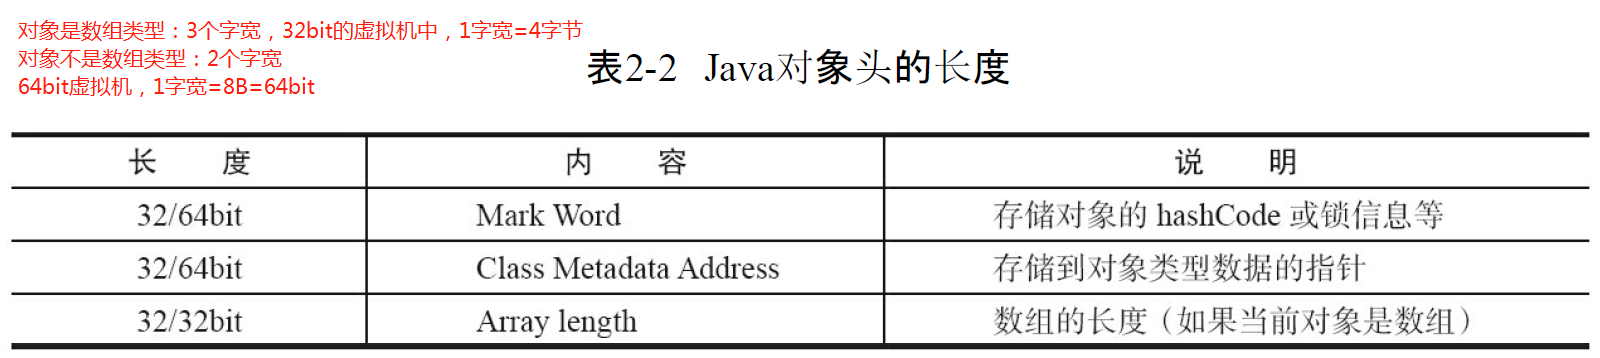 对象是数组类型：3个字宽，32bit的虚拟机中，1字宽=4字节
对象不是数组类型：2个字宽
64bit虚拟机，1字宽=8B=64bit
表2-2 Java对象头的长度
长 度 内 容 说 明
32/64bit Mark Word 存储对象的 hashCode 或锁信息等
32/64bit Class Metadata Address 存储到对象类型数据的指针
32/32bit Array length 数组的长度（如果当前对象是数组）